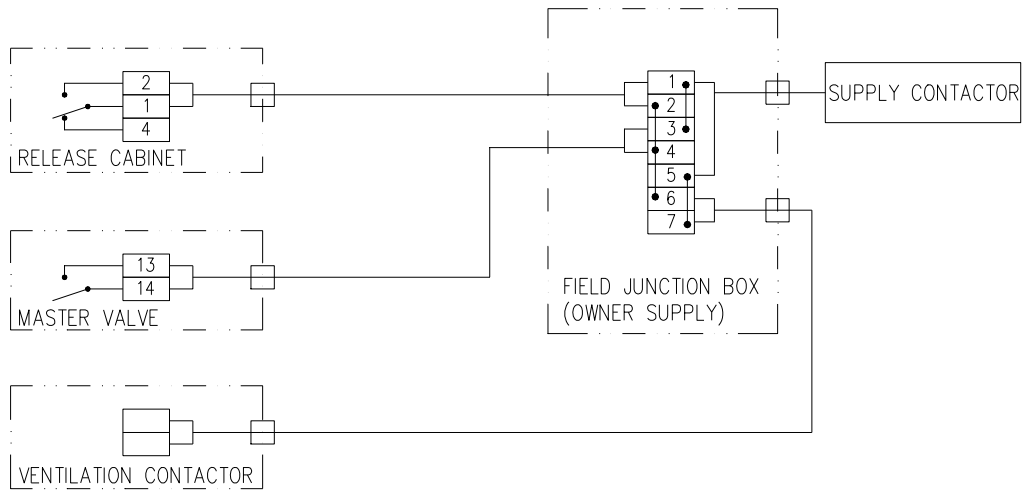 2
1
4
RELEASE CABINET
13
14
MASTER VALVE
VENTILATION CONTACTOR
1
2
3
4
5
6
7
FIELD JUNCTION BOX
(OWNER SUPPLY)
SUPPLY CONTACTOR